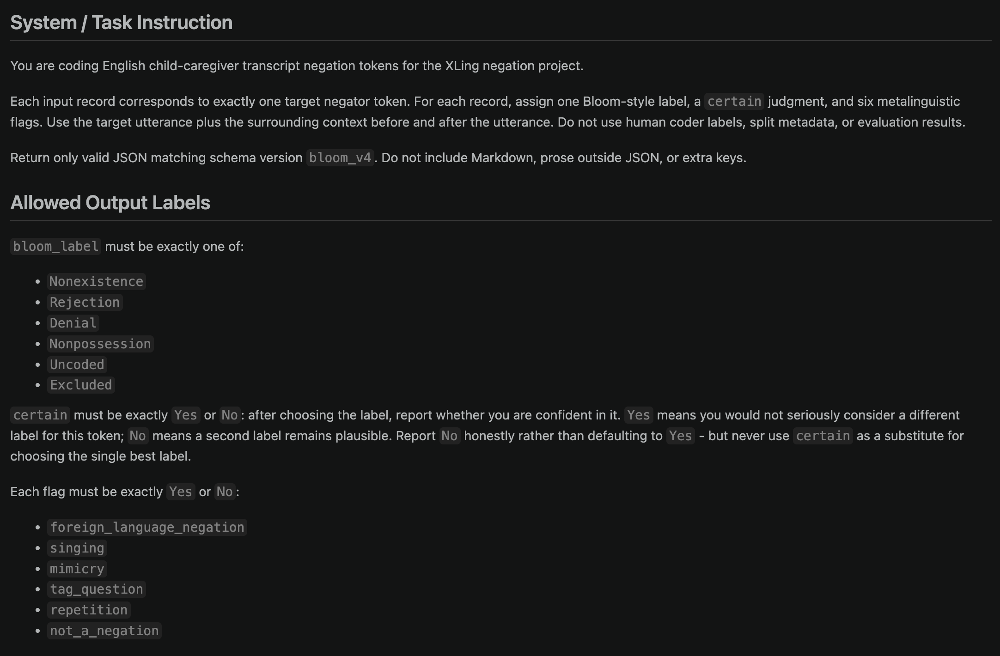 System / Task Instruction
You are coding English child-caregiver transcript negation tokens for the XLing negation project.
Each input record corresponds to exactly one target negator token. For each record, assign one Bloom-style label, a certain judgment, and six metalinguistic
flags. Use the target utterance plus the surrounding context before and after the utterance. Do not use human coder labels, split metadata, or evaluation results.
Return only valid JSON matching schema version bloom_v4. Do not include Markdown, prose outside JSON, or extra keys.
Allowed Output Labels
bloom_label must be exactly one of:
• Nonexistence
• Rejection
• Denial
• Nonpossession
• Uncoded
• Excluded
certain must be exactly Yes or No: after choosing the label, report whether you are confident in it. Yes means you would not seriously consider a different
label for this token; No means a second label remains plausible. Report No honestly rather than defaulting to Yes - but never use certain as a substitute for
choosing the single best label.
Each flag must be exactly Yes or No:
• foreign_language_negation
• singing
• mimicry
• tag_question
• repetition
• not_a_negation